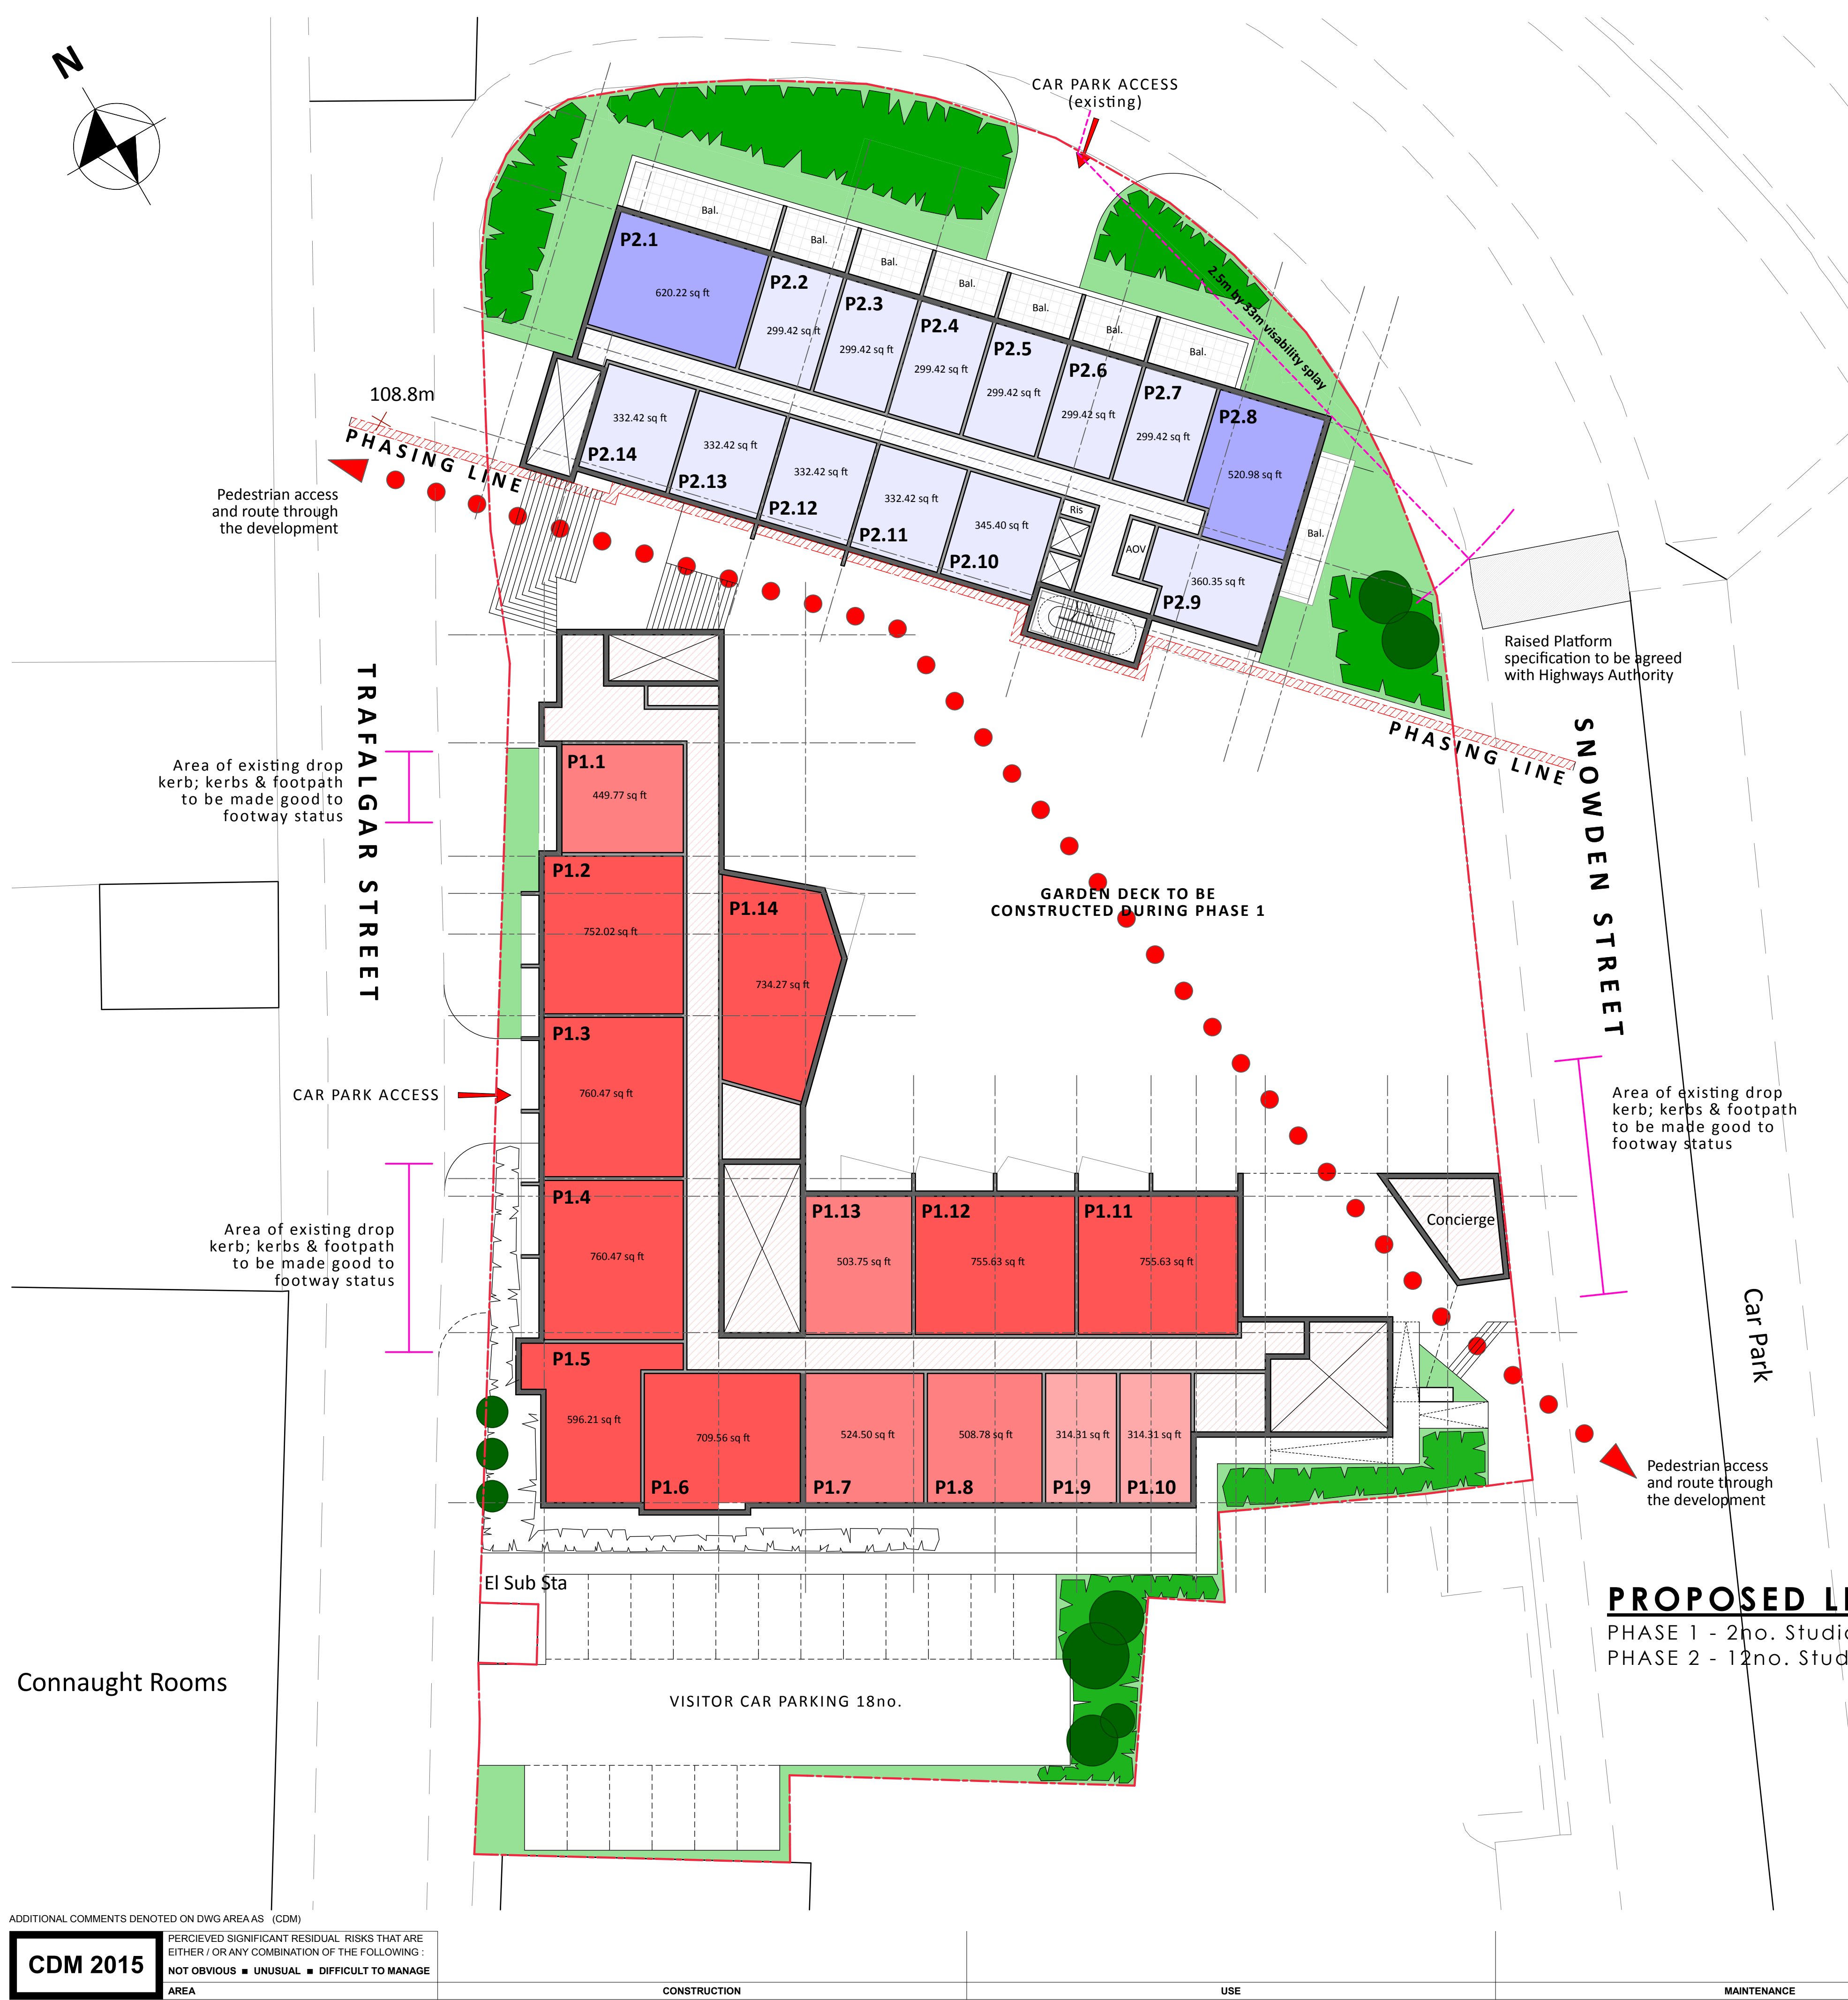 N
CAR PARK ACCESS
(existing)
Bal.
Bal.
Bal.
Bal.
Bal.
Bal.
Bal.
Bal.
2.5m by 33m visability splay
P2.1
620.22 sq ft
P2.2
299.42 sq ft
P2.3
299.42 sq ft
P2.4
299.42 sq ft
P2.5
299.42 sq ft
P2.6
299.42 sq ft
P2.7
299.42 sq ft
P2.8
520.98 sq ft
332.42 sq ft
P2.14
332.42 sq ft
P2.13
332.42 sq ft
P2.12
332.42 sq ft
P2.11
345.40 sq ft
P2.10
Ris
AOV
360.35 sq ft
P2.9
108.8m
PHASING LINE
Pedestrian access
and route through
the development
Raised Platform
specification to be agreed
with Highways Authority
PHASING LINE
TRAFALGAR STREET
SNOWDEN STREET
Area of existing drop
kerb; kerbs & footpath
to be made good to
footway status
P1.1
449.77 sq ft
P1.2
752.02 sq ft
P1.14
734.27 sq ft
GARDEN DECK TO BE
CONSTRUCTED DURING PHASE 1
P1.3
760.47 sq ft
CAR PARK ACCESS
Area of existing drop
kerb; kerbs & footpath
to be made good to
footway status
P1.4
760.47 sq ft
P1.13
503.75 sq ft
P1.12
755.63 sq ft
P1.11
755.63 sq ft
Concierge
Area of existing drop
kerb; kerbs & footpath
to be made good to
footway status
Car Park
P1.5
596.21 sq ft
709.56 sq ft
P1.6
524.50 sq ft
P1.7
508.78 sq ft
P1.8
314.31 sq ft
P1.9
314.31 sq ft
P1.10
Pedestrian access
and route through
the development
El Sub Sta
Connaught Rooms
VISITOR CAR PARKING 18no.
PROPOSED
PHASE 1 - 2no.
PHASE 2 - 12no.
ADDITIONAL COMMENTS DENOTED ON DWG AREA AS (CDM)
CDM 2015
PERCIEVED SIGNIFICANT RESIDUAL RISKS THAT ARE
EITHER / OR ANY COMBINATION OF THE FOLLOWING :
NOT OBVIOUS ■ UNUSUAL ■ DIFFICULT TO MANAGE
AREA
CONSTRUCTION
USE
MAINTENANCE